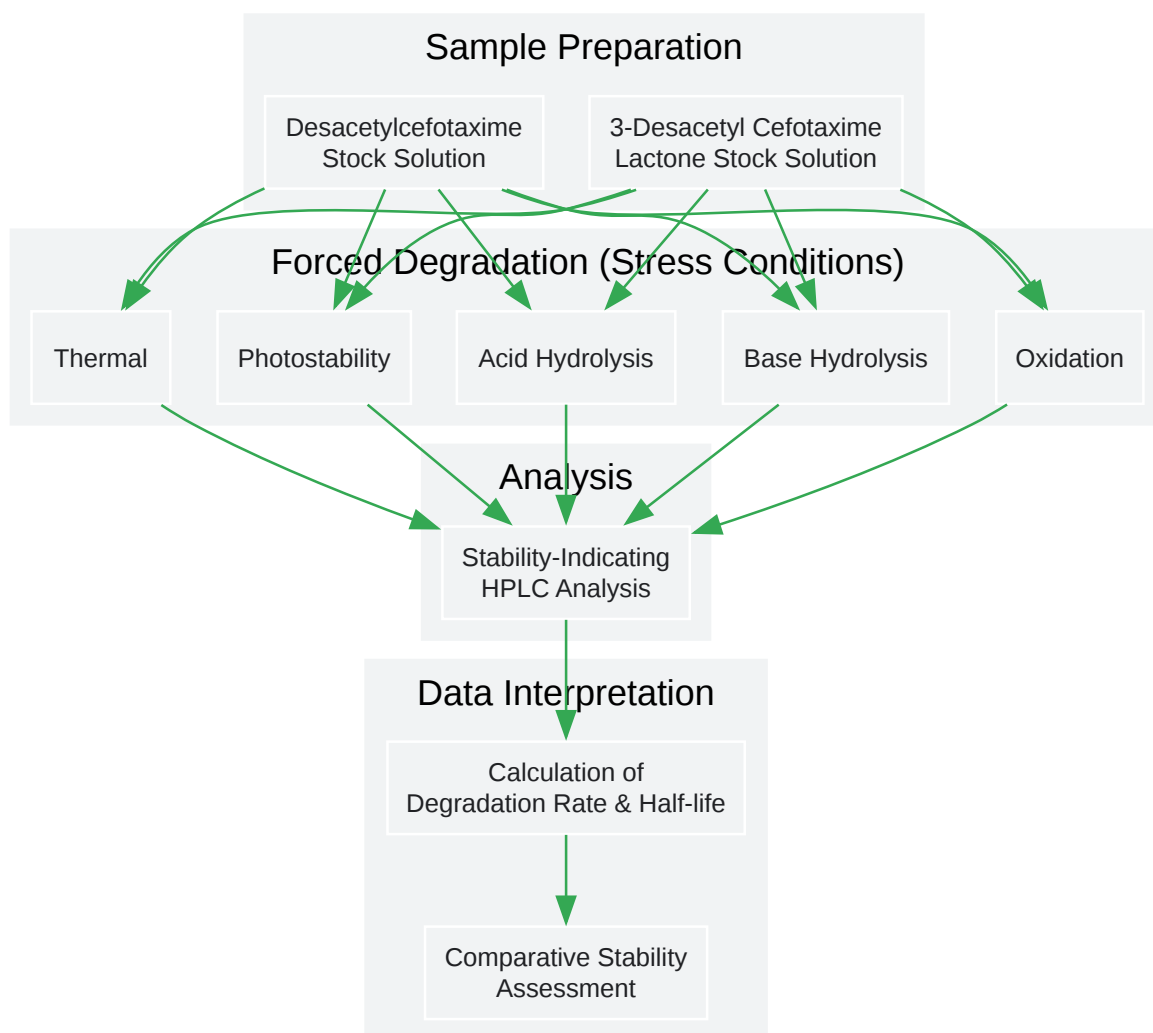 Sample Preparation
Desacetylcefotaxime
Stock Solution
3-Desacetyl Cefotaxime
Lactone Stock Solution
Forced Degradation (Stress Conditions)
Thermal
Photostability
Acid Hydrolysis
Base Hydrolysis
Oxidation
Analysis
Stability-Indicating
HPLC Analysis
Data Interpretation
Calculation of
Degradation Rate & Half-life
Comparative Stability
Assessment